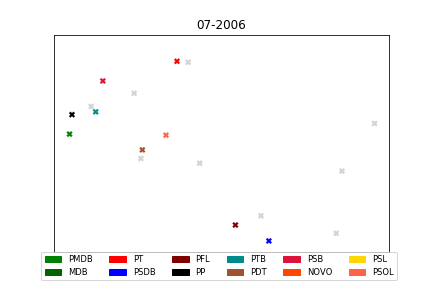 07-2006
PMDB PT PFL PTB PSB PSL
MDB PSDB PP PDT NOVO PSOL